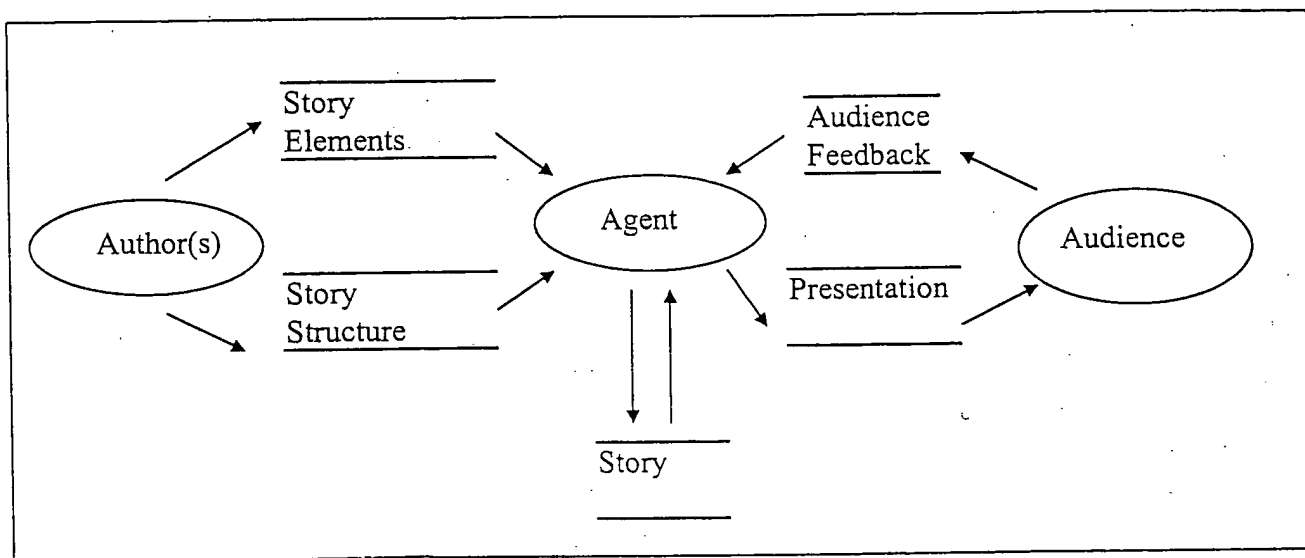 Story
Elements
Audience
Feedback
Author(s)
Agent
Audience
Story
Structure
Presentation
Story